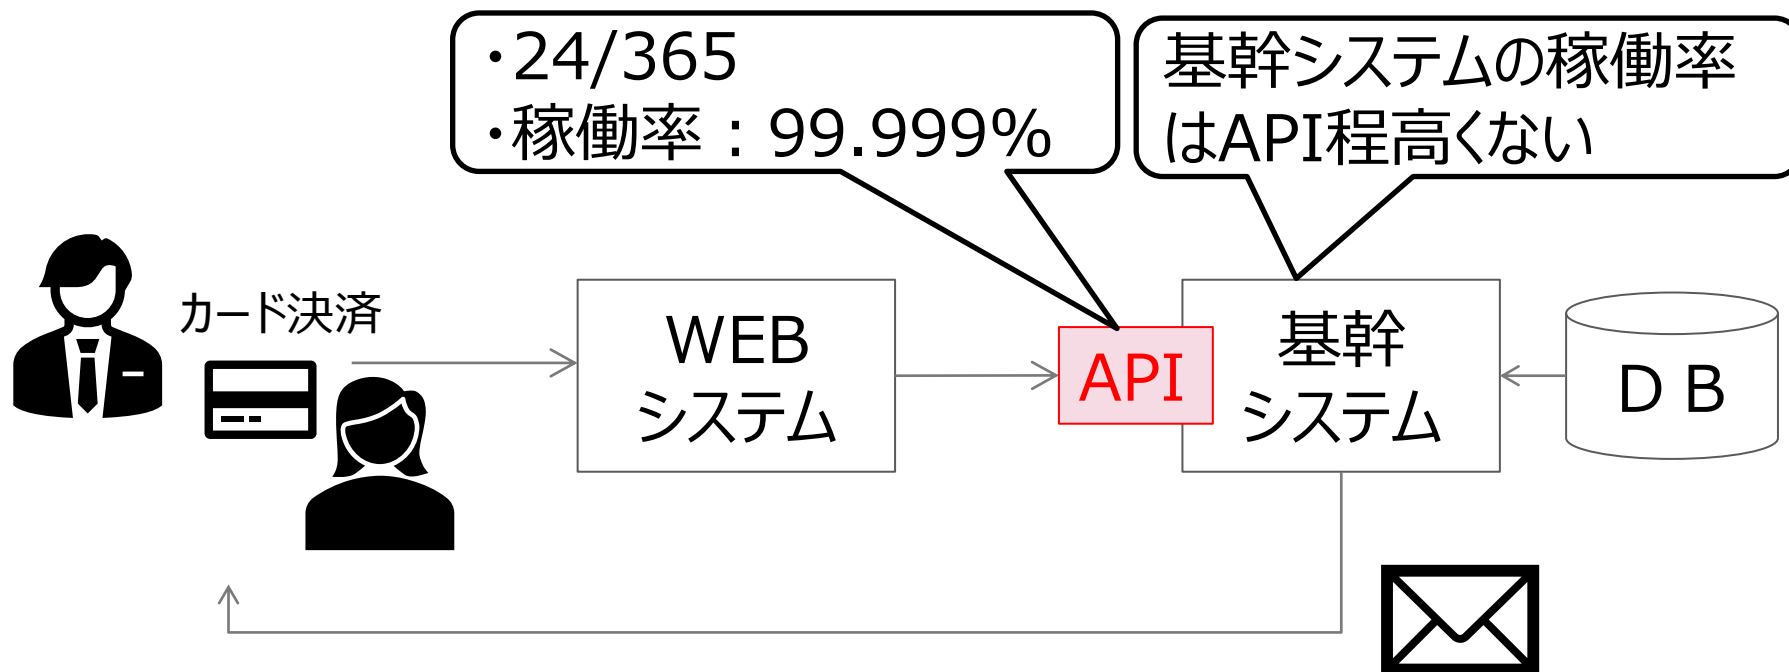 ・24/365
・稼働率：99.999%
基幹システムの稼働率
はAPI程高くない
カード決済
WEB
システム
API
基幹
システム
ＤＢ